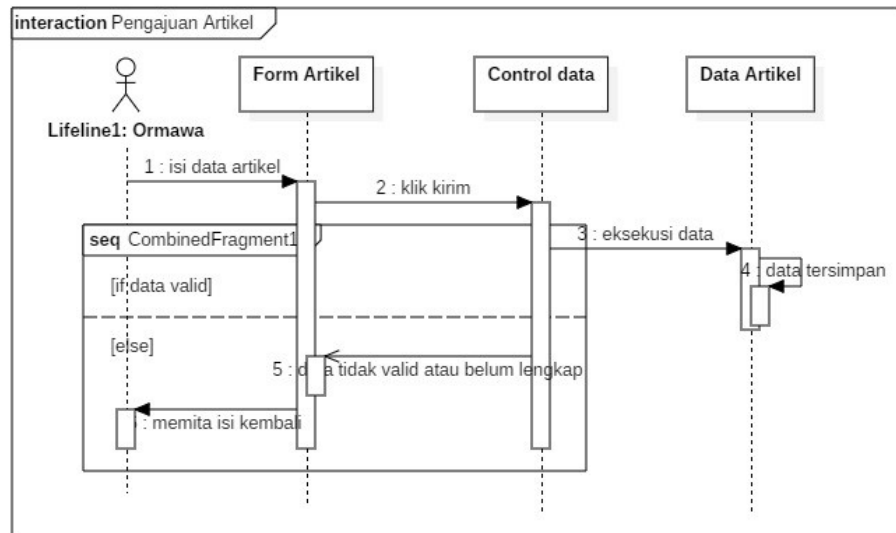 interaction Pengajuan Artikel
Form Artikel
Control data
Data Artikel
Lifeline1: Ormawa
1 : isi data artikel
2 : klik kirim
seq CombinedFragment1
3 : eksekusi data
4 : data tersimpan
[if data valid]
[else]
5 : data tidak valid atau belum lengkap
: memita isi kembali